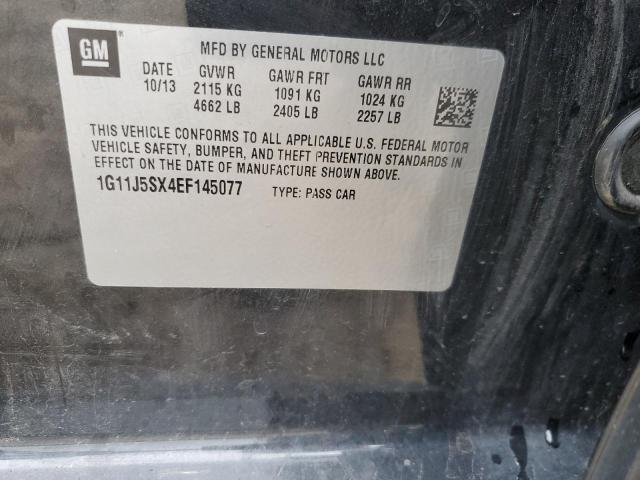 GM
MFD BY GENERAL MOTORS LLC
DATE GVWR GAWR FRT GAWR RR
10/13 2115 KG 1091 KG 1024 KG
4662 LB 2405 LB 2257 LB
THIS VEHICLE CONFORMS TO ALL APPLICABLE U.S. FEDERAL MOTOR
VEHICLE SAFETY, BUMPER, AND THEFT PREVENTION STANDARDS IN
EFFECT ON THE DATE OF MANUFACTURE SHOWN ABOVE.
1G11J5SX4EF145077 TYPE: PASS CAR